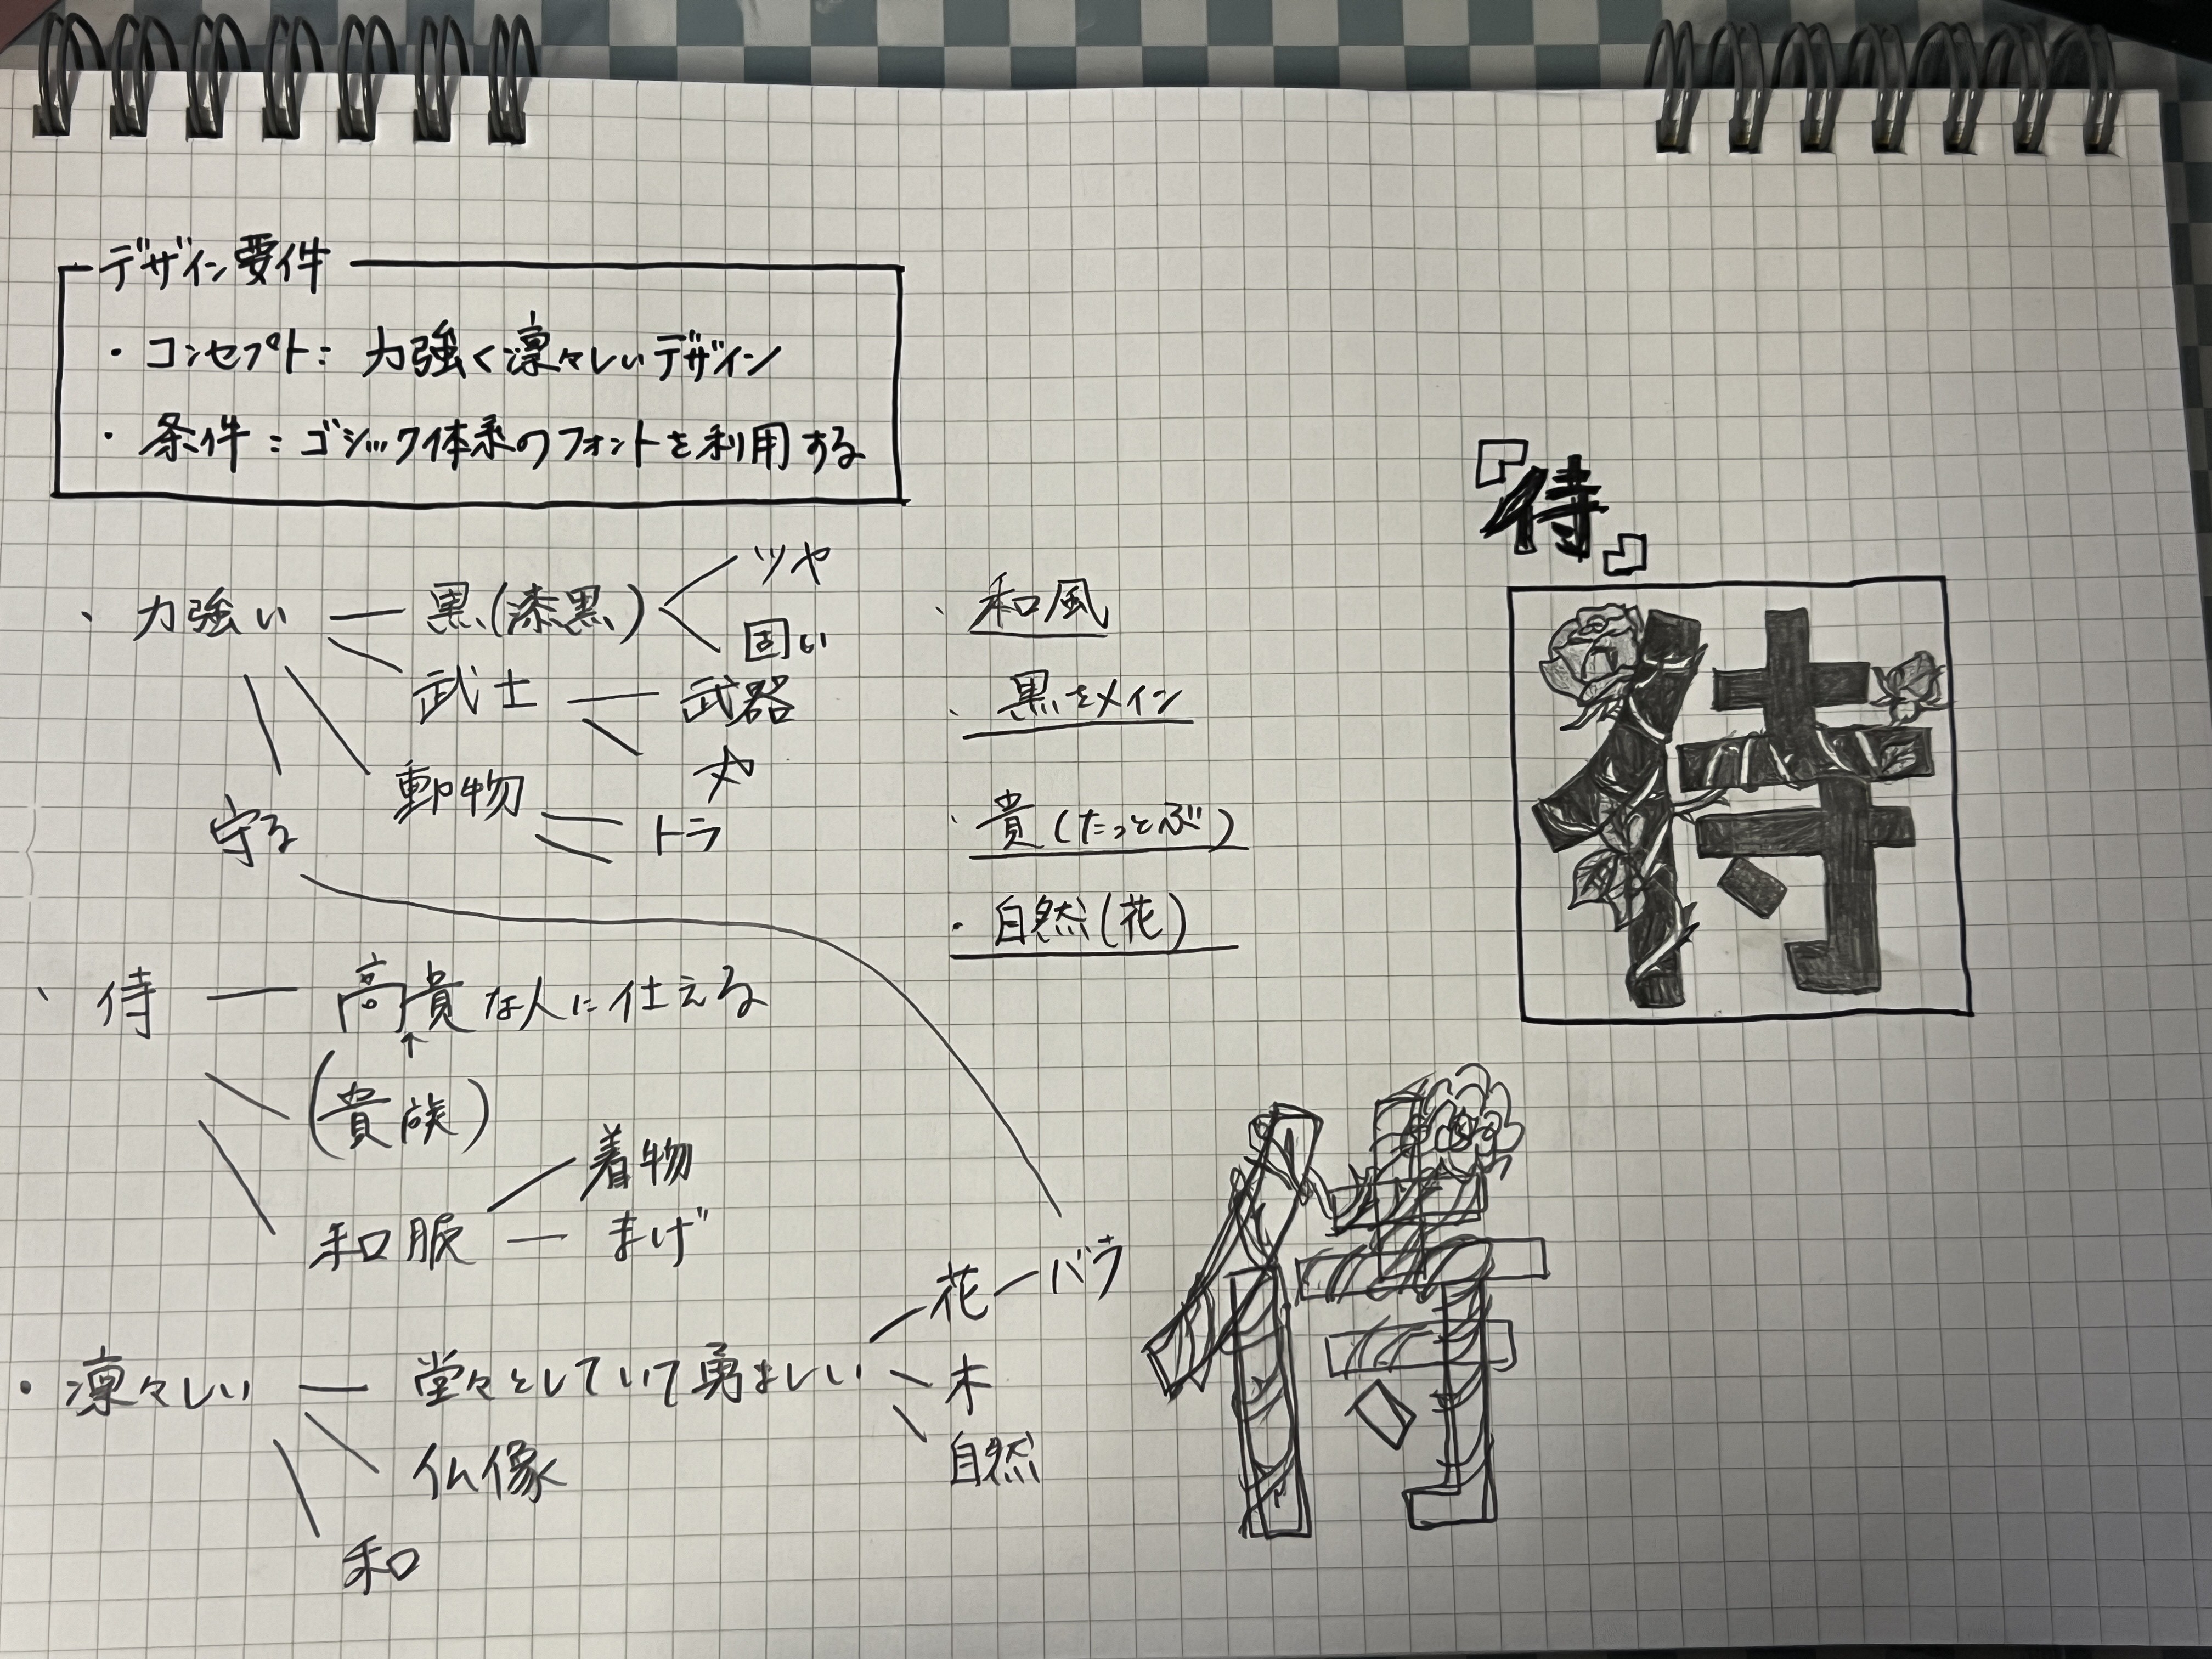 デザイン要件
・コンセプト: 力強く凛々しいデザイン
・条件:ゴシック体系のフォントを利用する
・力強い
黒(漆黒)
ツヤ
固い
武士
武器
動物
トラ
守る
・和風
・黒をメイン
・貴(たっとぶ)
・自然(花)
・侍
高貴な人に仕える
(貴族)
和服
着物
まげ
・凛々しい
堂々としていて勇ましい
花
バラ
木
自然
仏像
和
『侍』
侍
侍